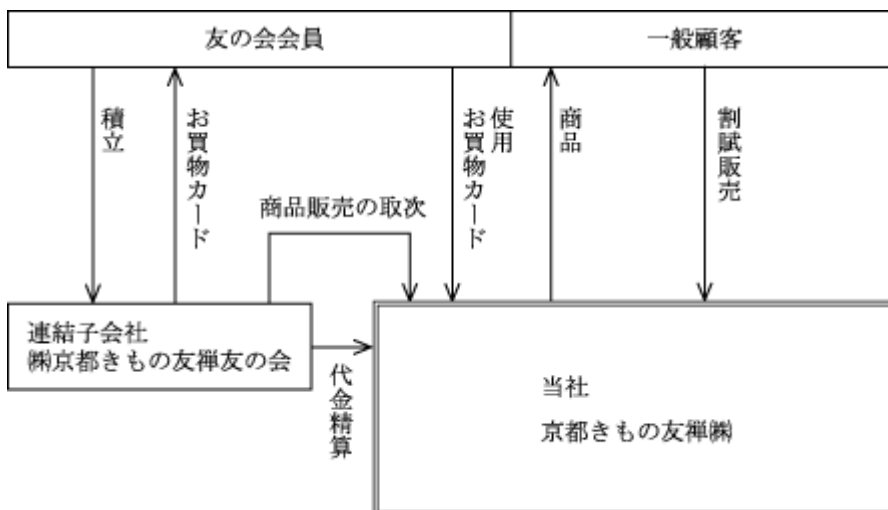 友の会会員
一般顧客
積立
お買物カード
お買物カード
使用
商品
割賦販売
商品販売の取次
連結子会社
㈱京都きもの友禅友の会
代金精算
当社
京都きもの友禅㈱